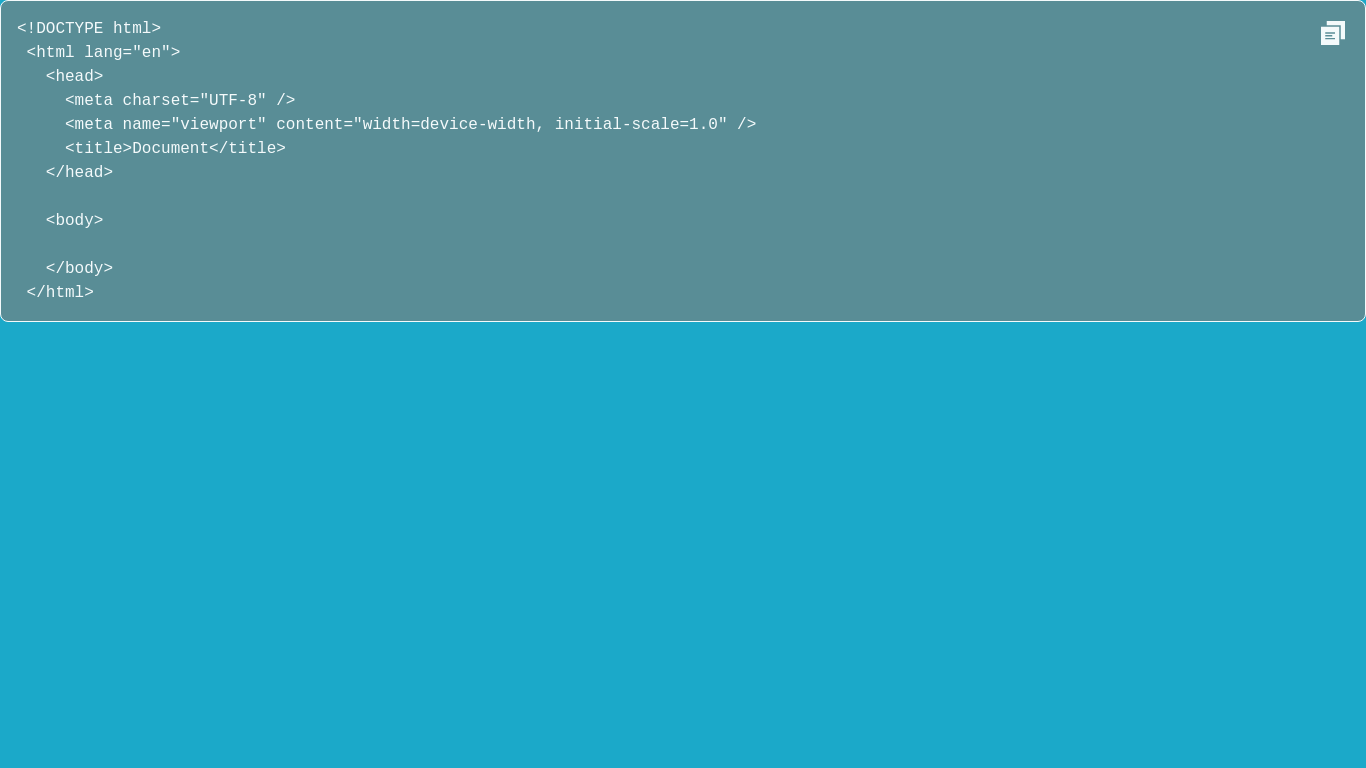 <!DOCTYPE html>
<html lang="en">
<head>
<meta charset="UTF-8" />
<meta name="viewport" content="width=device-width, initial-scale=1.0" />
<title>Document</title>
</head>
<body>
</body>
</html>